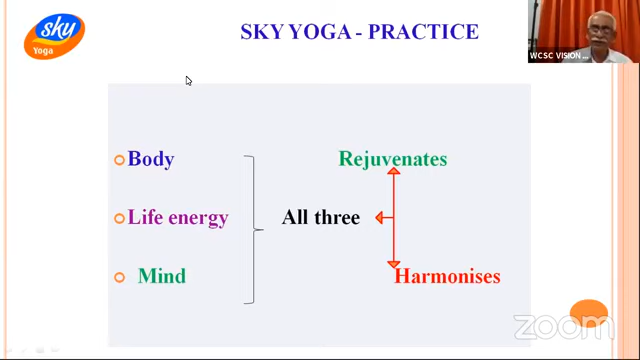 sky
Yoga
SKY YOGA - PRACTICE
WCSC VISION ...
Body
Rejuvenates
Life energy
All three
Mind
Harmonises
zoom